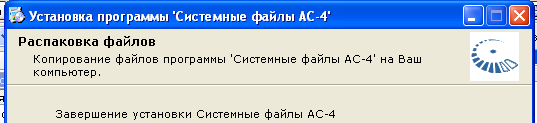 Установка программы 'Системные файлы АС-4'
Распаковка файлов
Копирование файлов программы 'Системные файлы АС-4' на Ваш
компьютер.
Завершение установки Системные файлы АС-4